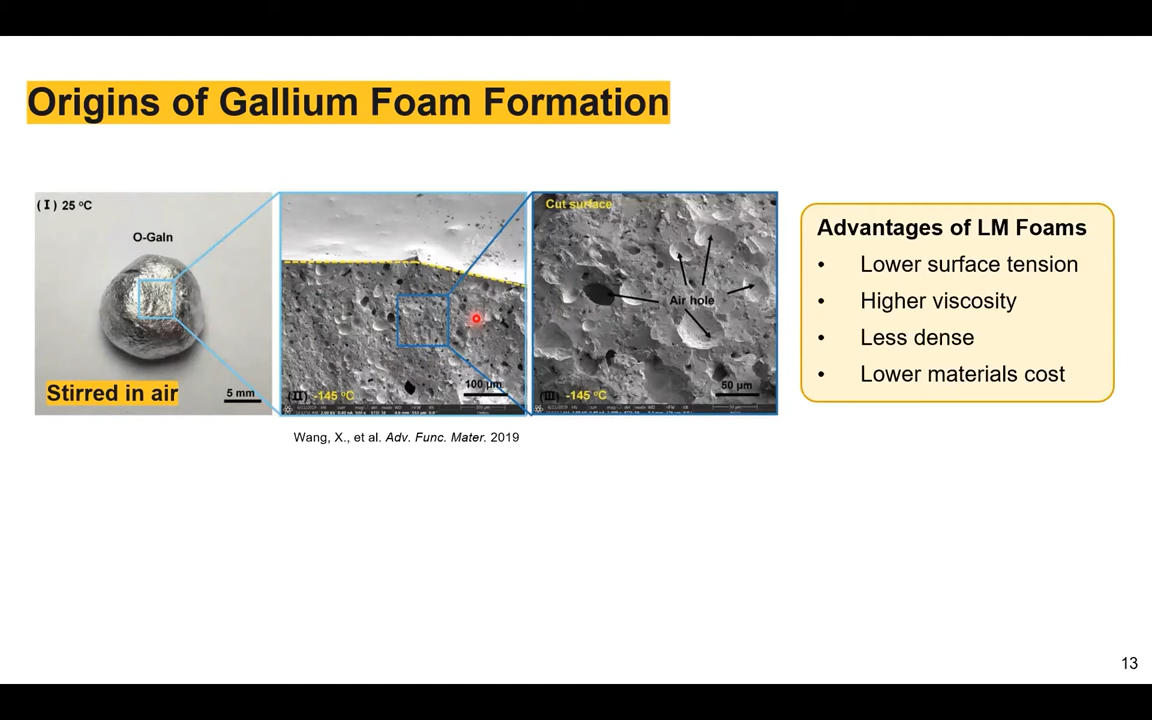 Origins of Gallium Foam Formation
(I) 25 °C
O-GaIn
Stirred in air
5 mm
100 µm
(II) -145 °C
Cut surface
Air hole
50 µm
(III) -145 °C
Wang, X., et al. Adv. Func. Mater. 2019
Advantages of LM Foams
• Lower surface tension
• Higher viscosity
• Less dense
• Lower materials cost
13